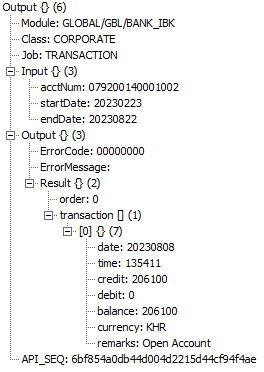 Output {} (6)
Module: GLOBAL/GBL/BANK_IBK
Class: CORPORATE
Job: TRANSACTION
Input {} (3)
acctNum: 079200140001002
startDate: 20230223
endDate: 20230822
Output {} (3)
ErrorCode: 00000000
ErrorMessage:
Result {} (2)
order: 0
transaction [] (1)
[0] {} (7)
date: 20230808
time: 135411
credit: 206100
debit: 0
balance: 206100
currency: KHR
remarks: Open Account
API_SEQ: 6bf854a0db44d004d2215d44cf94f4ae